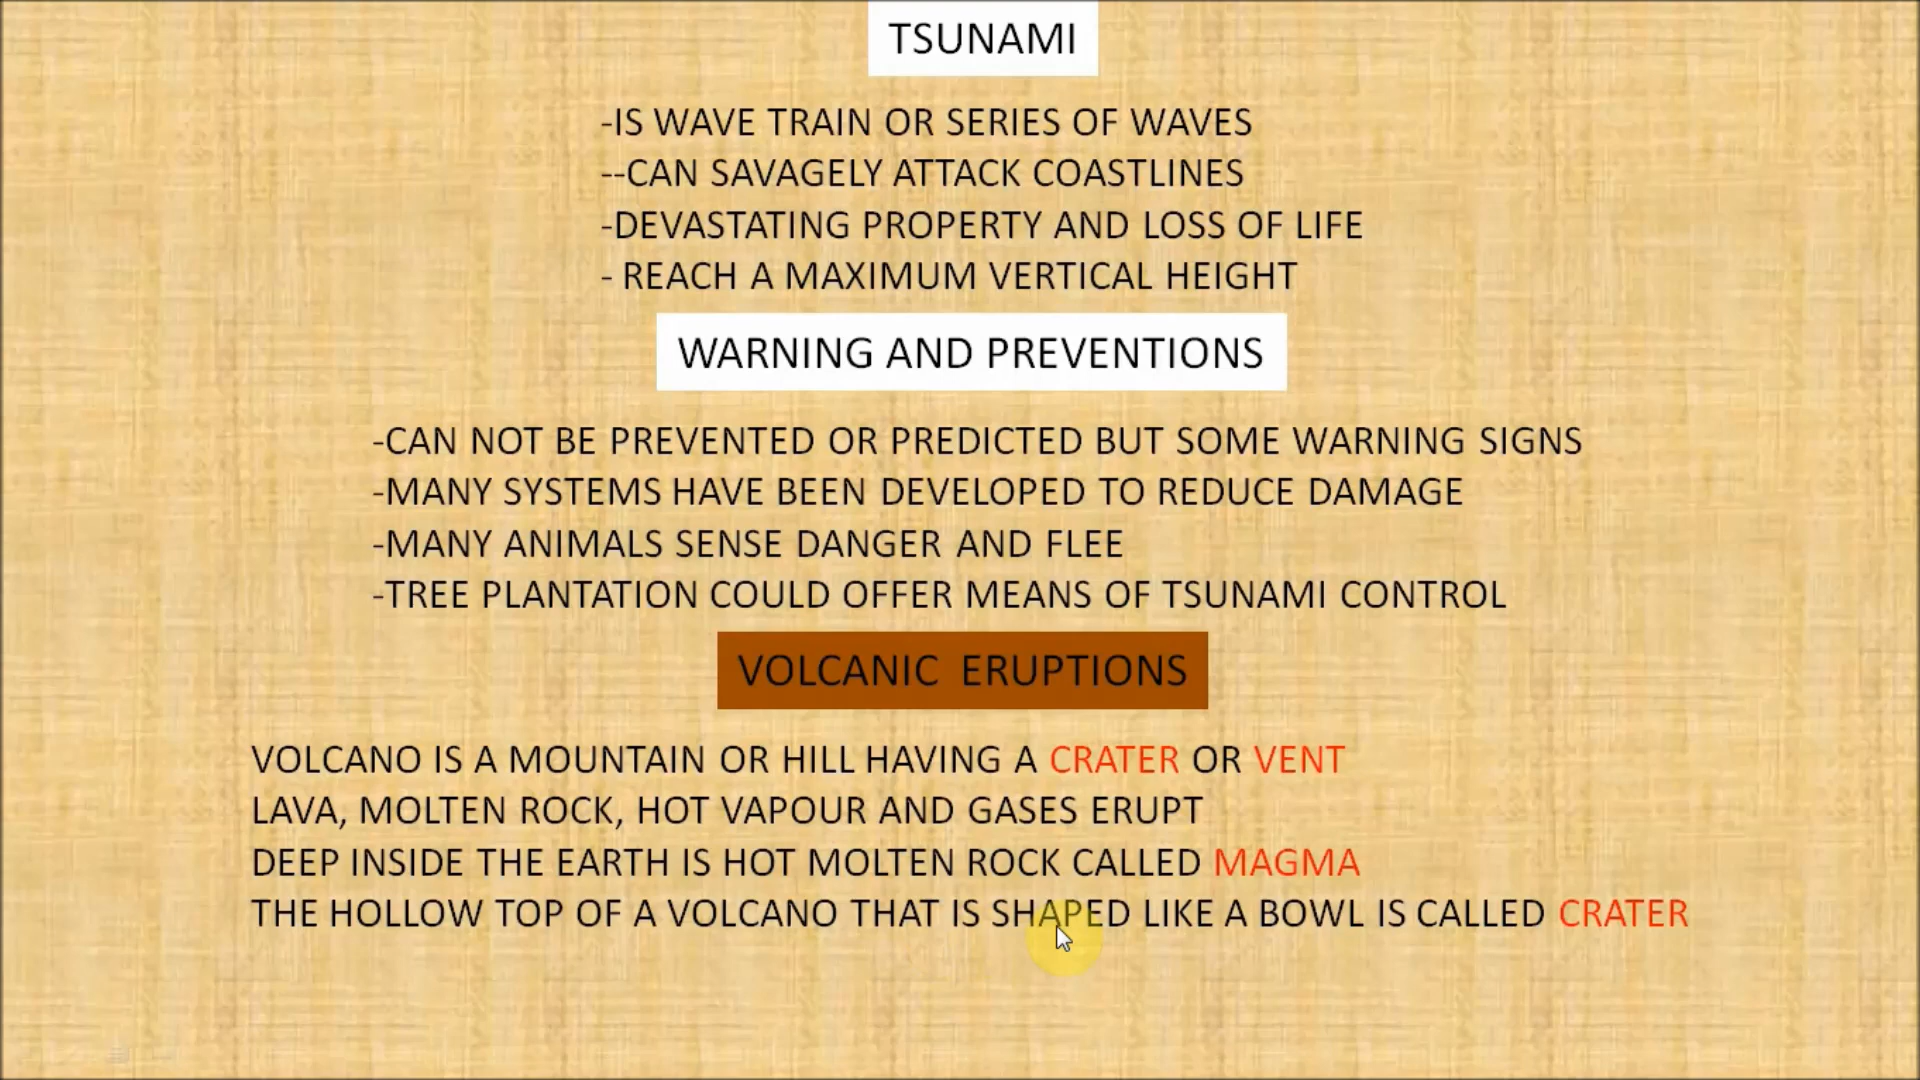 TSUNAMI
-IS WAVE TRAIN OR SERIES OF WAVES
--CAN SAVAGELY ATTACK COASTLINES
-DEVASTATING PROPERTY AND LOSS OF LIFE
- REACH A MAXIMUM VERTICAL HEIGHT
WARNING AND PREVENTIONS
-CAN NOT BE PREVENTED OR PREDICTED BUT SOME WARNING SIGNS
-MANY SYSTEMS HAVE BEEN DEVELOPED TO REDUCE DAMAGE
-MANY ANIMALS SENSE DANGER AND FLEE
-TREE PLANTATION COULD OFFER MEANS OF TSUNAMI CONTROL
VOLCANIC ERUPTIONS
VOLCANO IS A MOUNTAIN OR HILL HAVING A CRATER OR VENT
LAVA, MOLTEN ROCK, HOT VAPOUR AND GASES ERUPT
DEEP INSIDE THE EARTH IS HOT MOLTEN ROCK CALLED MAGMA
THE HOLLOW TOP OF A VOLCANO THAT IS SHAPED LIKE A BOWL IS CALLED CRATER